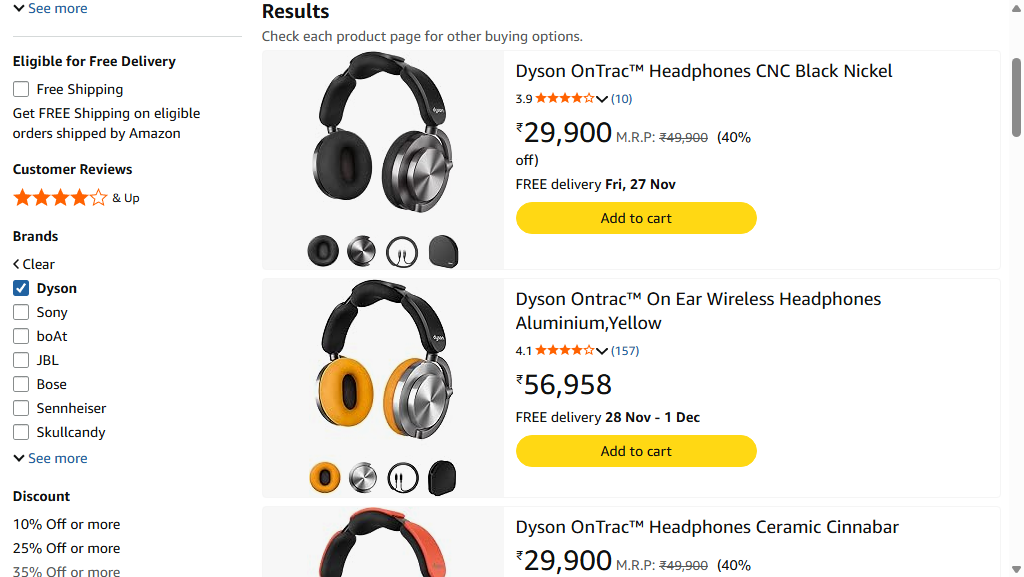 See more
Eligible for Free Delivery
Free Shipping
Get FREE Shipping on eligible
orders shipped by Amazon
Customer Reviews
& Up
Brands
Clear
Dyson
Sony
boAt
JBL
Bose
Sennheiser
Skullcandy
See more
Discount
10% Off or more
25% Off or more
35% Off or more
Results
Check each product page for other buying options.
Dyson OnTrac™ Headphones CNC Black Nickel
3.9 (10)
₹29,900 M.R.P: ₹49,900 (40%
off)
FREE delivery Fri, 27 Nov
Add to cart
Dyson Ontrac™ On Ear Wireless Headphones
Aluminium,Yellow
4.1 (157)
₹56,958
FREE delivery 28 Nov - 1 Dec
Add to cart
Dyson OnTrac™ Headphones Ceramic Cinnabar
₹29,900 M.R.P: ₹49,900 (40%